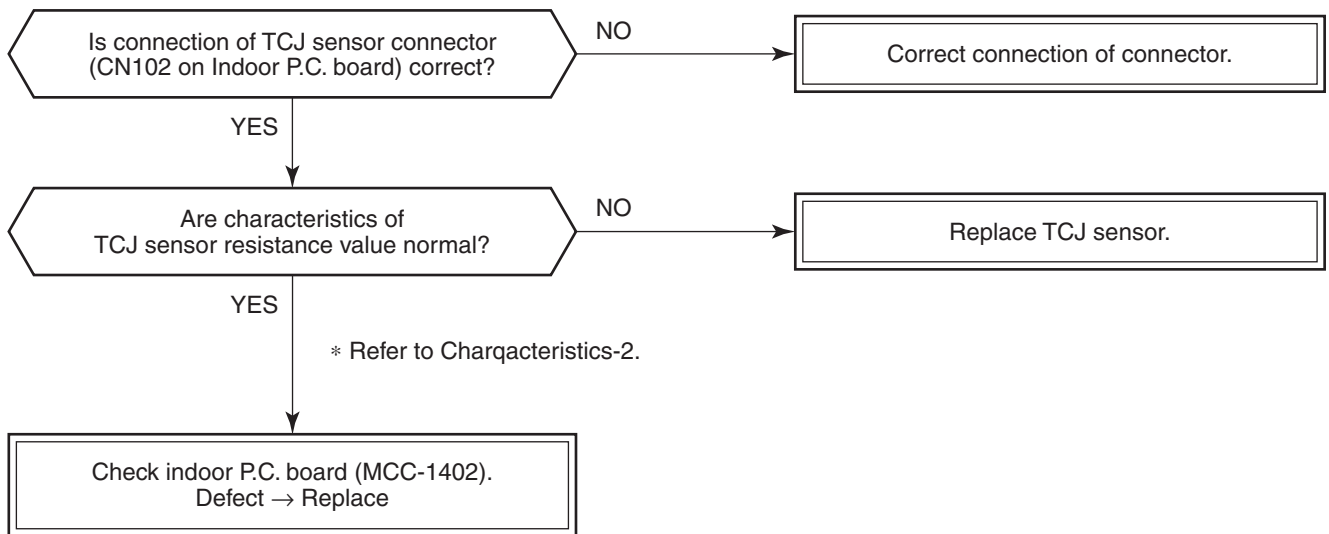 Is connection of TCJ sensor connector
(CN102 on Indoor P.C. board) correct?
NO
Correct connection of connector.
YES
Are characteristics of
TCJ sensor resistance value normal?
NO
Replace TCJ sensor.
YES
* Refer to Charqacteristics-2.
Check indoor P.C. board (MCC-1402).
Defect → Replace